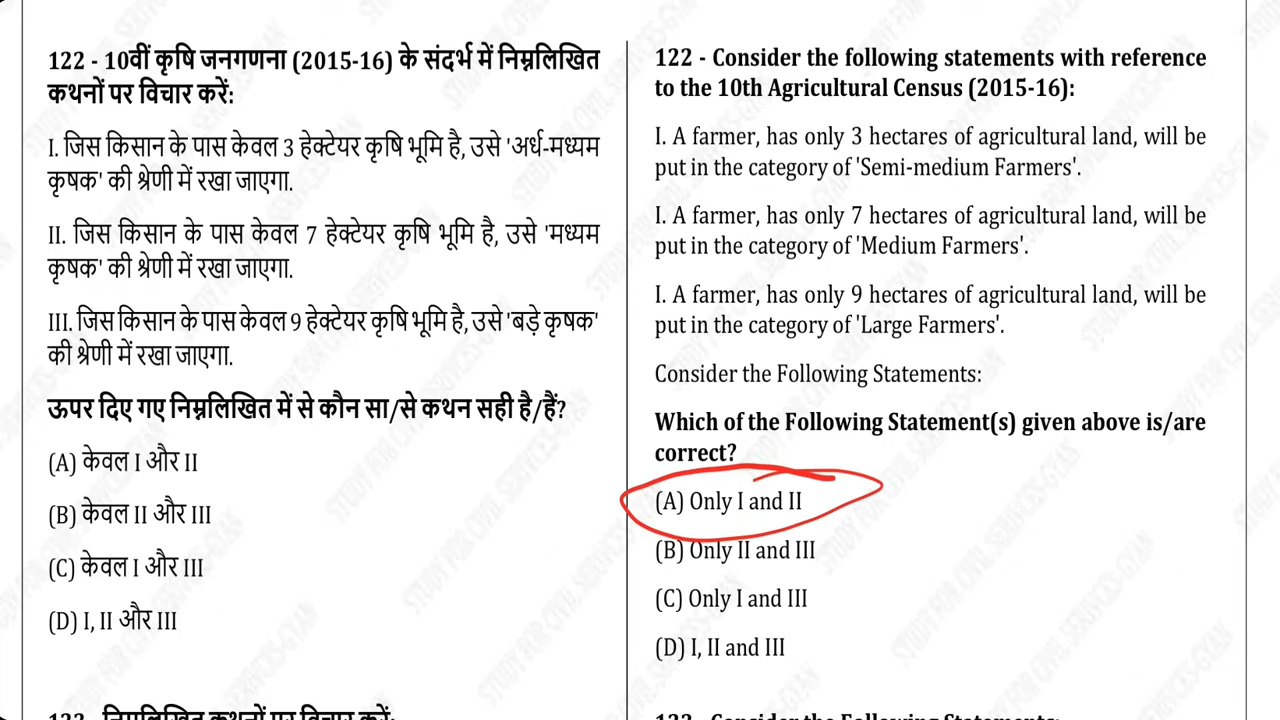 122 - 10वीं कृषि जनगणना (2015-16) के संदर्भ में निम्नलिखित
कथनों पर विचार करें:
I. जिस किसान के पास केवल 3 हेक्टेयर कृषि भूमि है, उसे 'अर्ध-मध्यम
कृषक' की श्रेणी में रखा जाएगा.
II. जिस किसान के पास केवल 7 हेक्टेयर कृषि भूमि है, उसे 'मध्यम
कृषक' की श्रेणी में रखा जाएगा.
III. जिस किसान के पास केवल 9 हेक्टेयर कृषि भूमि है, उसे 'बड़े कृषक'
की श्रेणी में रखा जाएगा.
ऊपर दिए गए निम्नलिखित में से कौन सा/से कथन सही है/हैं?
(A) केवल I और II
(B) केवल II और III
(C) केवल I और III
(D) I, II और III
122 - Consider the following statements with reference
to the 10th Agricultural Census (2015-16):
I. A farmer, has only 3 hectares of agricultural land, will be
put in the category of 'Semi-medium Farmers'.
I. A farmer, has only 7 hectares of agricultural land, will be
put in the category of 'Medium Farmers'.
I. A farmer, has only 9 hectares of agricultural land, will be
put in the category of 'Large Farmers'.
Consider the Following Statements:
Which of the Following Statement(s) given above is/are
correct?
(A) Only I and II
(B) Only II and III
(C) Only I and III
(D) I, II and III
STUDY FOR CIVIL SERVICES-GYAN